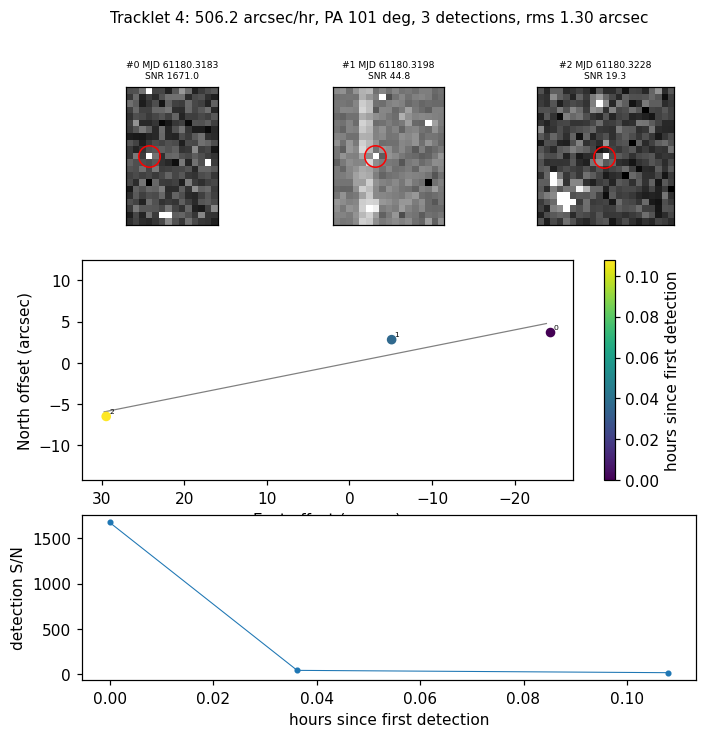 Tracklet 4: 506.2 arcsec/hr, PA 101 deg, 3 detections, rms 1.30 arcsec
#0 MJD 61180.3183
SNR 1671.0
#1 MJD 61180.3198
SNR 44.8
#2 MJD 61180.3228
SNR 19.3
North offset (arcsec)
10
5
0
−5
−10
0
1
2
30
20
10
0
−10
−20
0.10
0.08
0.06
0.04
0.02
0.00
hours since first detection
detection S/N
1500
1000
500
0
0.00
0.02
0.04
0.06
0.08
0.10
hours since first detection